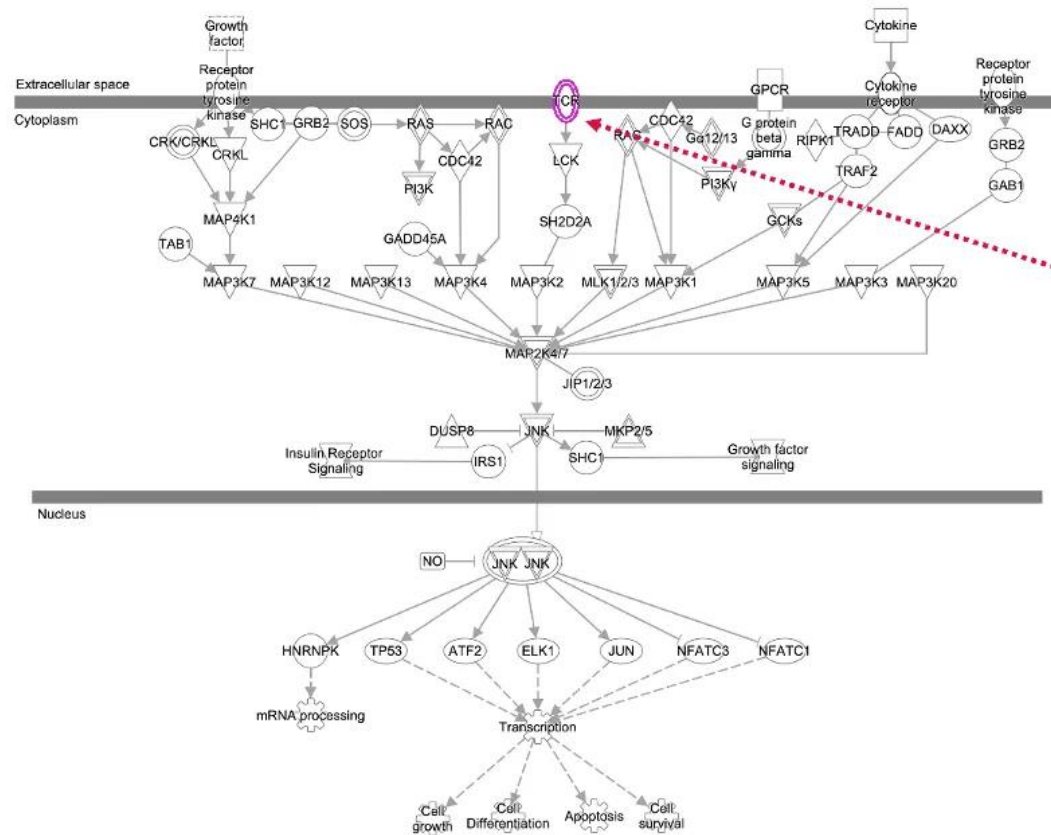 Growth
factor
Cytokine
Extracellular space
Receptor
protein
tyrosine
kinase
TCR
GPCR
Cytokine
receptor
Receptor
protein
tyrosine
kinase
Cytoplasm
CRK/CRKL
CRKL
SHC1
GRB2
SOS
RAS
RAC
CDC42
PI3K
LCK
RAC
CDC42
Gα12/13
G protein
beta
gamma
PI3Kγ
RIPK1
TRADD
FADD
DAXX
TRAF2
GRB2
GAB1
MAP4K1
GADD45A
SH2D2A
GCKs
TAB1
MAP3K7
MAP3K12
MAP3K13
MAP3K4
MAP3K2
MLK1/2/3
MAP3K1
MAP3K5
MAP3K3
MAP3K20
MAP2K4/7
JIP1/2/3
DUSP8
JNK
MKP2/5
Insulin Receptor
Signaling
IRS1
SHC1
Growth factor
signaling
Nucleus
NO
JNK
JNK
HNRNPK
TP53
ATF2
ELK1
JUN
NFATC3
NFATC1
mRNA processing
Transcription
Cell
growth
Cell
Differentiation
Apoptosis
Cell
survival